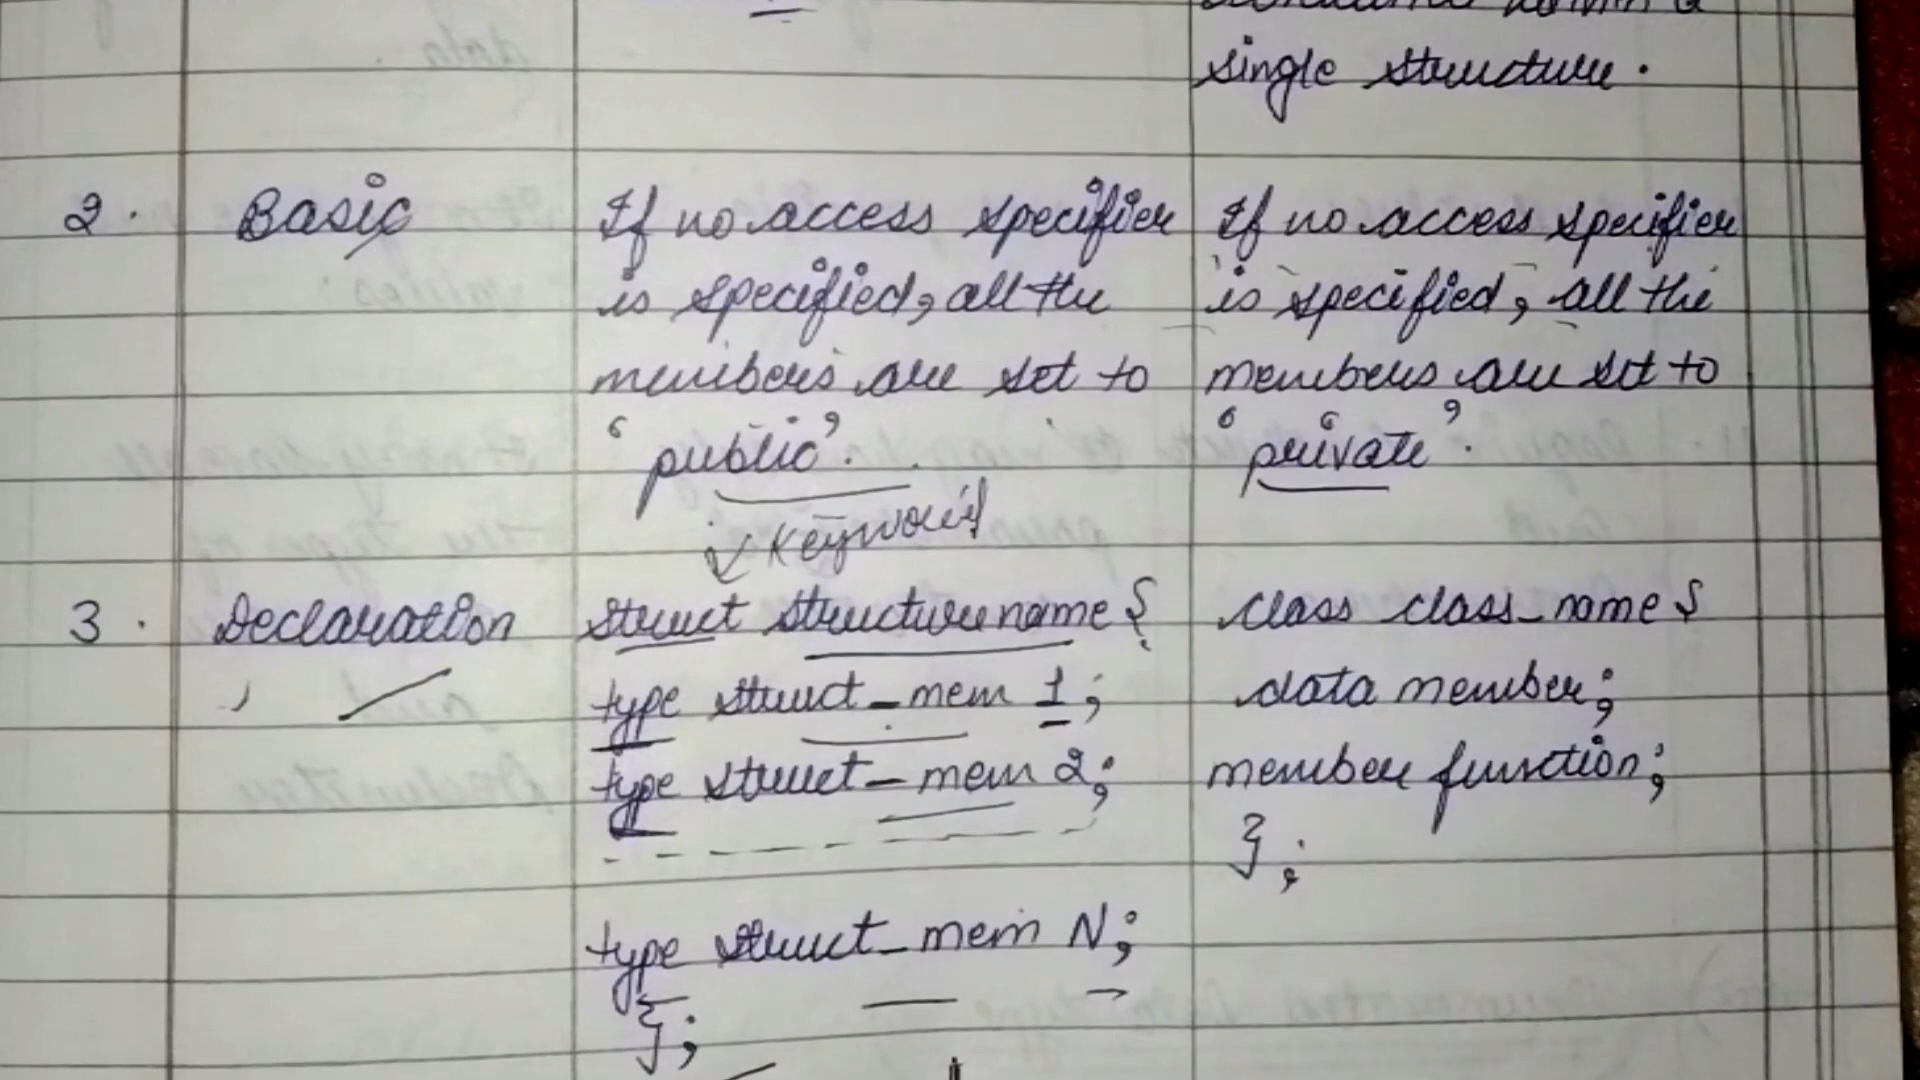 single structure.
2. Basic
If no access specifier
is specified, all the
members are set to
'public'.
If no access specifier
is specified, all the
members are set to
'private'.
Keyword
3. Declaration
struct structurename {
type struct_mem 1;
type struct_mem 2;
- - - - - - - - -
type struct_mem N;
};
class class_name {
data member;
member function;
};